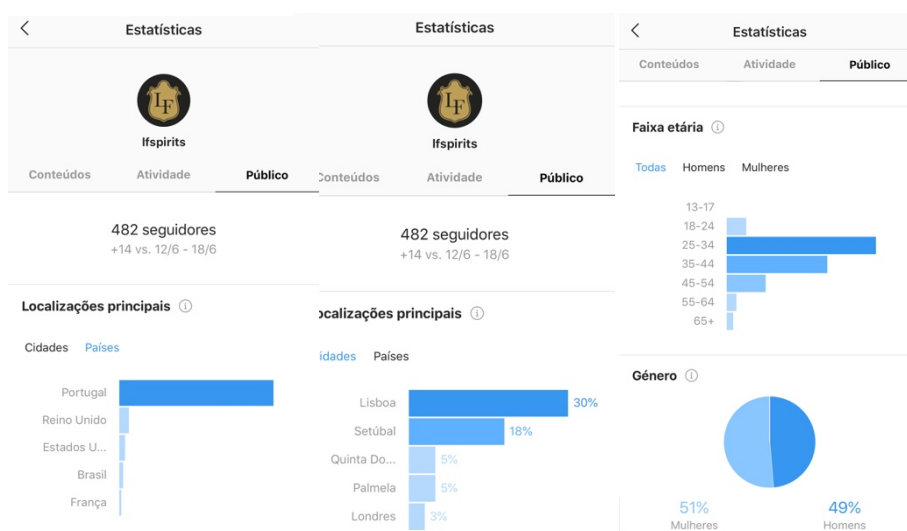 Estatísticas
LF
lfspirits
Conteúdos Atividade Público
482 seguidores
+14 vs. 12/6 - 18/6
Localizações principais
Cidades Países
Portugal
Reino Unido
Estados U...
Brasil
França
Estatísticas
LF
lfspirits
Conteúdos Atividade Público
482 seguidores
+14 vs. 12/6 - 18/6
ocalizações principais
idades Países
Lisboa 30%
Setúbal 18%
Quinta Do... 5%
Palmela 5%
Londres 3%
Estatísticas
Conteúdos Atividade Público
Faixa etária
Todas Homens Mulheres
13-17
18-24
25-34
35-44
45-54
55-64
65+
Género
51% 49%
Mulheres Homens